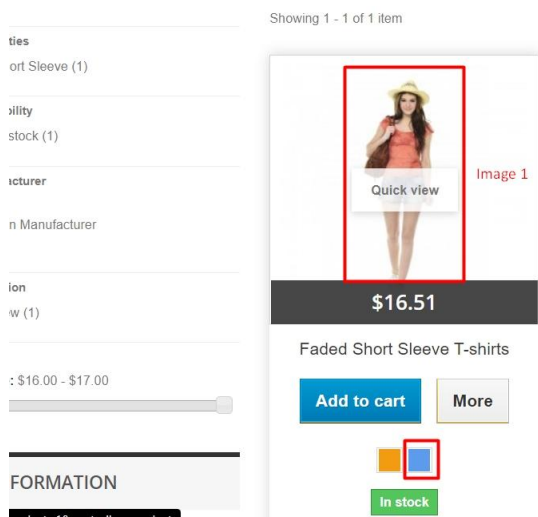 Showing 1 - 1 of 1 item
ties
ort Sleeve (1)
bility
stock (1)
acturer
n Manufacturer
ion
w (1)
: $16.00 - $17.00
FORMATION
Quick view
Image 1
$16.51
Faded Short Sleeve T-shirts
Add to cart
More
In stock